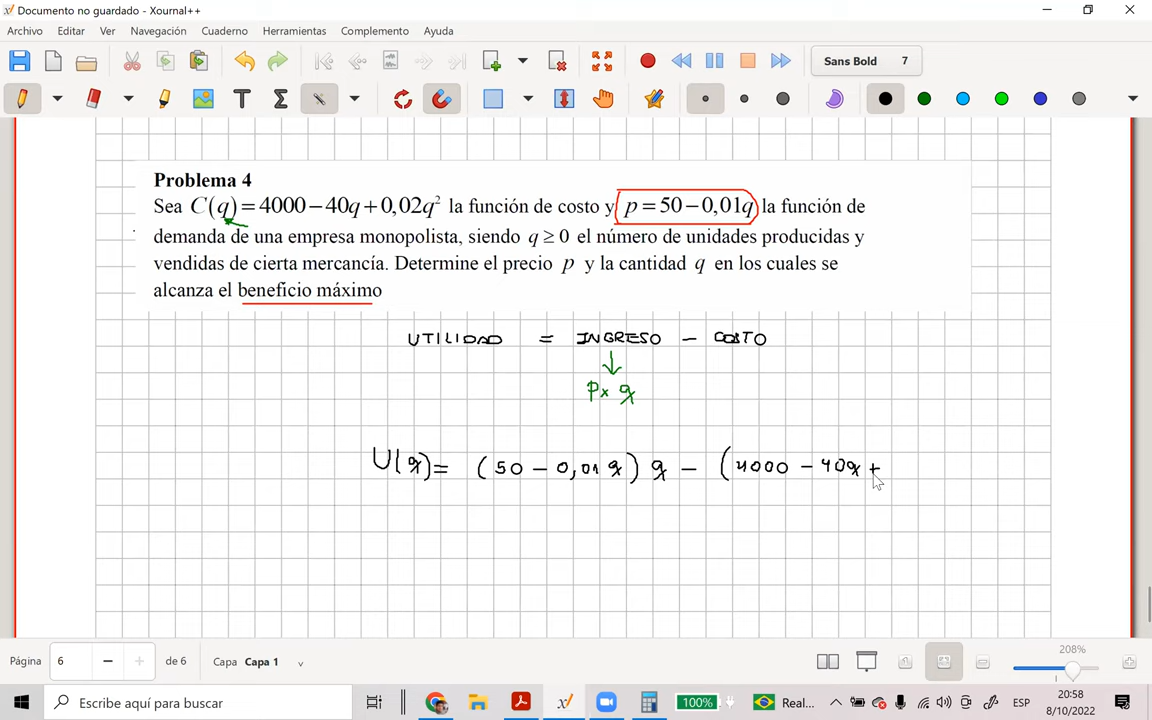 Documento no guardado - Xournal++
Archivo Editar Ver Navegación Cuaderno Herramientas Complemento Ayuda
Sans Bold 7
Problema 4
Sea C(q) = 4000 − 40q + 0,02q² la función de costo y p = 50 − 0,01q la función de
demanda de una empresa monopolista, siendo q ≥ 0 el número de unidades producidas y
vendidas de cierta mercancía. Determine el precio p y la cantidad q en los cuales se
alcanza el beneficio máximo
UTILIDAD = INGRESO − COSTO
p × q
U(q) = (50 − 0,01q) q − (4000 − 40q +
Página 6 de 6 Capa Capa 1
208%
Escribe aquí para buscar
100%
Real...
ESP
20:58
8/10/2022